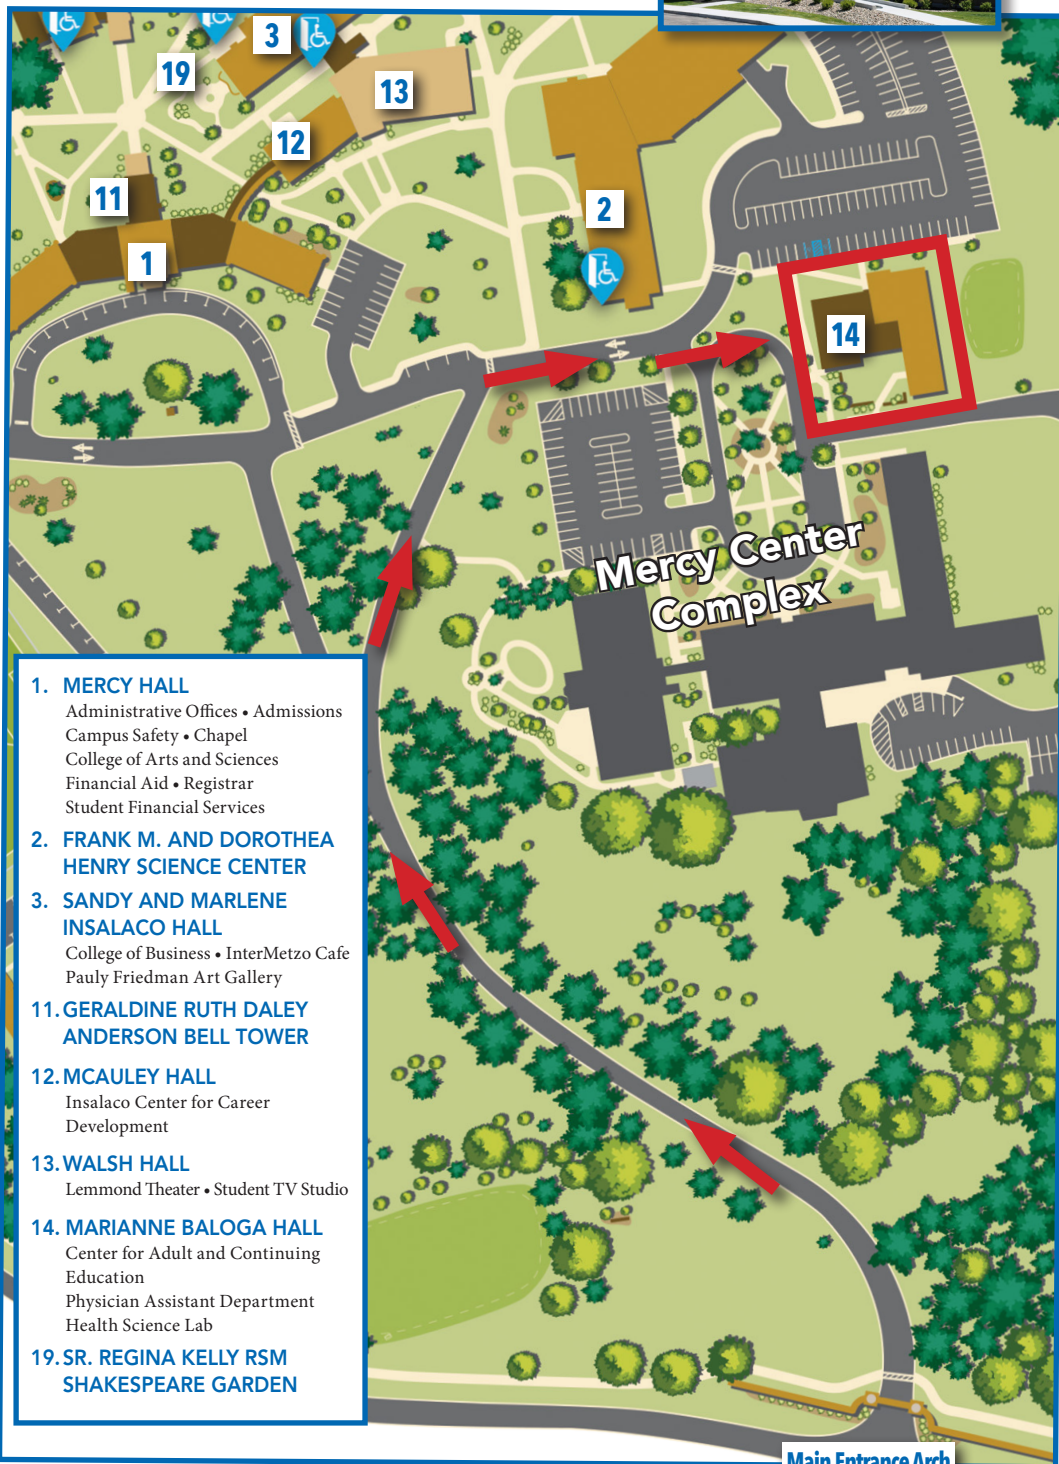 3
19
13
12
11
2
1
14
Mercy Center
Complex
1. MERCY HALL
Administrative Offices • Admissions
Campus Safety • Chapel
College of Arts and Sciences
Financial Aid • Registrar
Student Financial Services
2. FRANK M. AND DOROTHEA
HENRY SCIENCE CENTER
3. SANDY AND MARLENE
INSALACO HALL
College of Business • InterMetzo Cafe
Pauly Friedman Art Gallery
11. GERALDINE RUTH DALEY
ANDERSON BELL TOWER
12. MCAULEY HALL
Insalaco Center for Career
Development
13. WALSH HALL
Lemmond Theater • Student TV Studio
14. MARIANNE BALOGA HALL
Center for Adult and Continuing
Education
Physician Assistant Department
Health Science Lab
19. SR. REGINA KELLY RSM
SHAKESPEARE GARDEN
Main Entrance Arch